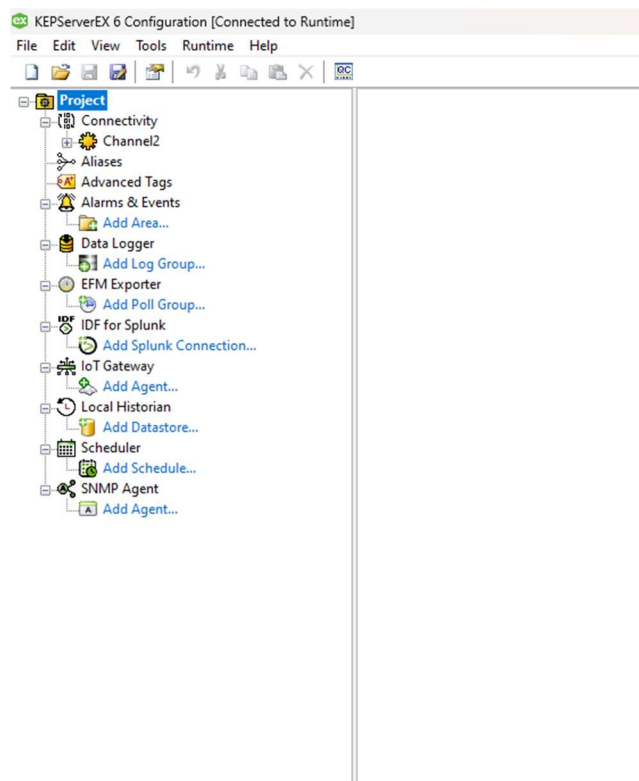 KEPServerEX 6 Configuration [Connected to Runtime]
File Edit View Tools Runtime Help
Project
Connectivity
Channel2
Aliases
Advanced Tags
Alarms & Events
Add Area...
Data Logger
Add Log Group...
EFM Exporter
Add Poll Group...
IDF for Splunk
Add Splunk Connection...
IoT Gateway
Add Agent...
Local Historian
Add Datastore...
Scheduler
Add Schedule...
SNMP Agent
Add Agent...